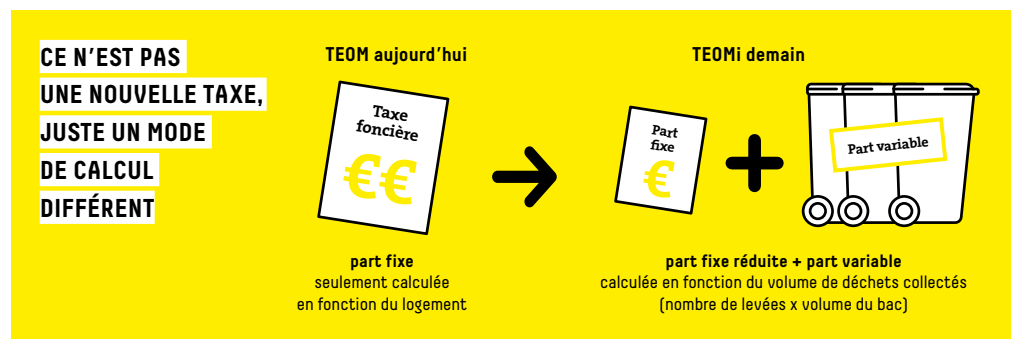 CE N'EST PAS
UNE NOUVELLE TAXE,
JUSTE UN MODE
DE CALCUL
DIFFÉRENT
TEOM aujourd'hui
Taxe
foncière
€€
part fixe
seulement calculée
en fonction du logement
TEOMi demain
Part
fixe
€
Part variable
part fixe réduite + part variable
calculée en fonction du volume de déchets collectés
(nombre de levées x volume du bac)